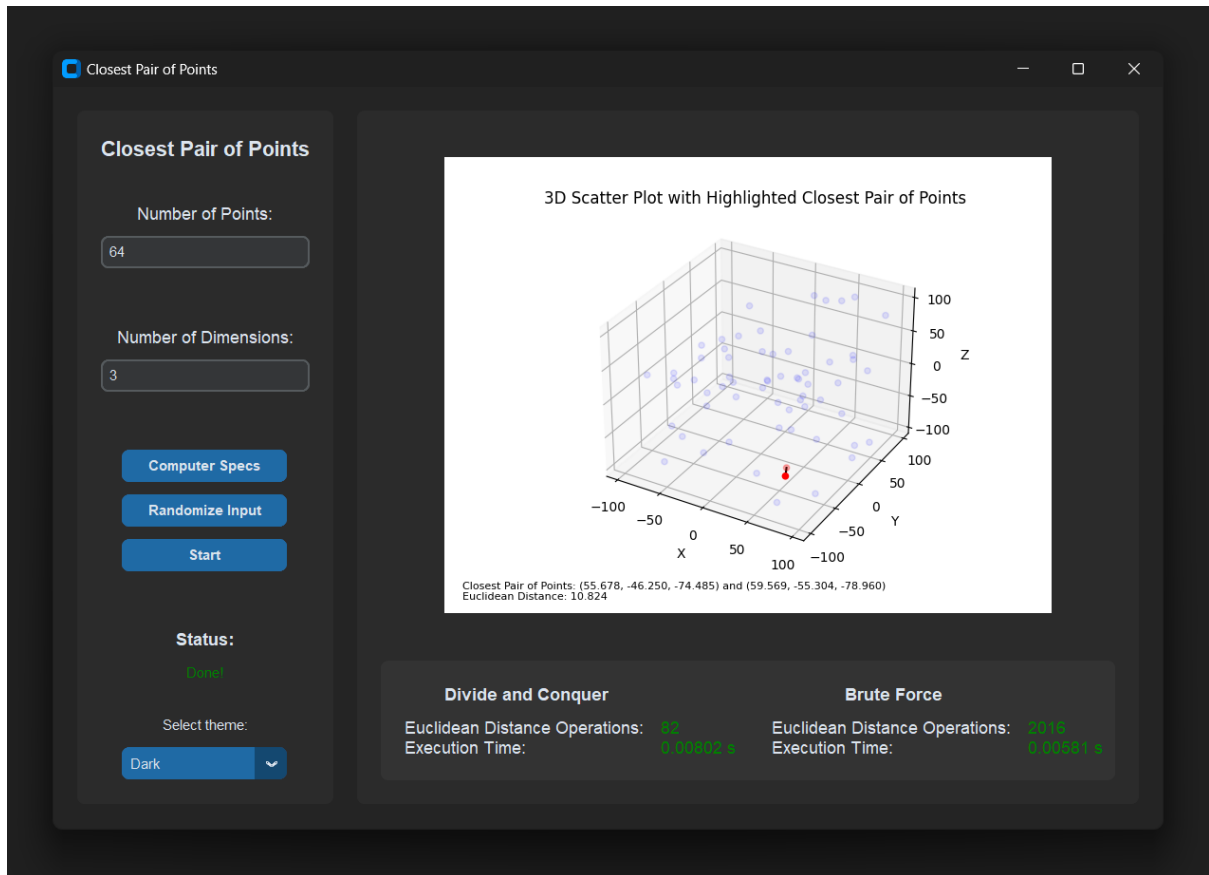 Closest Pair of Points
Closest Pair of Points
Number of Points:
64
Number of Dimensions:
3
Computer Specs
Randomize Input
Start
Status:
Done!
Select theme:
Dark
3D Scatter Plot with Highlighted Closest Pair of Points
100
50
0
−50
−100
Z
100
50
0
−50
−100
Y
−100
−50
0
50
100
X
Closest Pair of Points: (55.678, -46.250, -74.485) and (59.569, -55.304, -78.960)
Euclidean Distance: 10.824
Divide and Conquer
Euclidean Distance Operations: 82
Execution Time: 0.00802 s
Brute Force
Euclidean Distance Operations: 2016
Execution Time: 0.00581 s